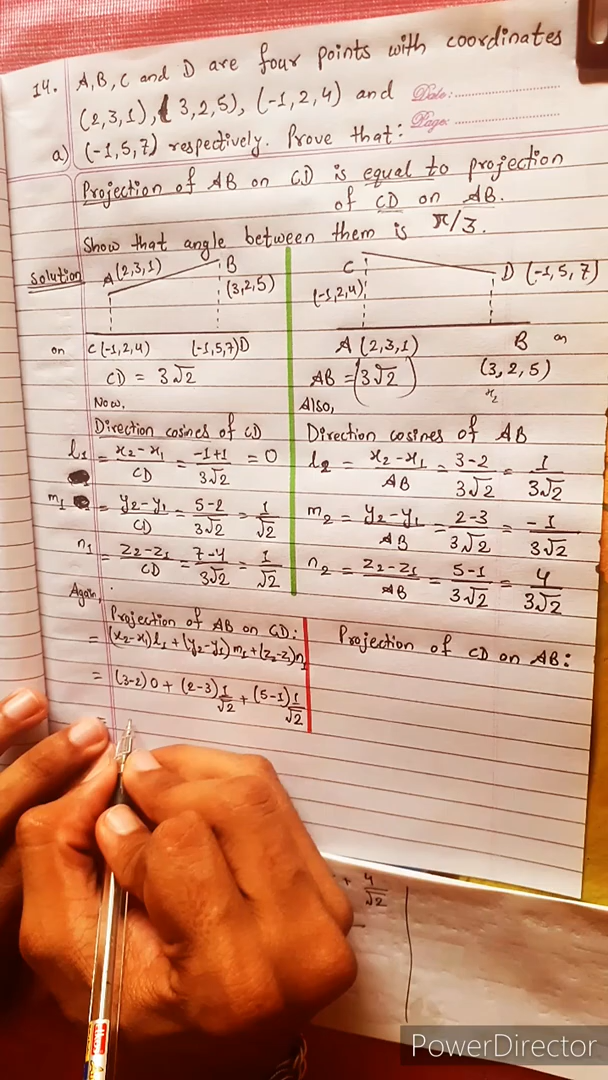 14. A, B, C and D are four points with coordinates
(2,3,1), (3,2,5), (-1,2,4) and Date:
a) (-1,5,7) respectively. Prove that: Page:
Projection of AB on CD is equal to projection
of CD on AB.
Show that angle between them is π/3.
Solution
A (2,3,1) B
(3,2,5)
on C (-1,2,4) (-1,5,7) D
CD = 3√2
Now,
Direction cosines of CD
l₁ = x₂-x₁/CD = -1+1/3√2 = 0
m₁ = y₂-y₁/CD = 5-2/3√2 = 1/√2
n₁ = z₂-z₁/CD = 7-4/3√2 = 1/√2
C D (-1,5,7)
(-1,2,4)
A (2,3,1) B on
AB = (3√2) (3,2,5)
x₂
Also,
Direction cosines of AB
l₂ = x₂-x₁/AB = 3-2/3√2 = 1/3√2
m₂ = y₂-y₁/AB = 2-3/3√2 = -1/3√2
n₂ = z₂-z₁/AB = 5-1/3√2 = 4/3√2
Again,
Projection of AB on CD:
= (x₂-x₁)l₁ + (y₂-y₁)m₁ + (z₂-z₁)n₁
= (3-2)0 + (2-3)1/√2 + (5-1)1/√2
=
Projection of CD on AB:
+ 4/√2
PowerDirector